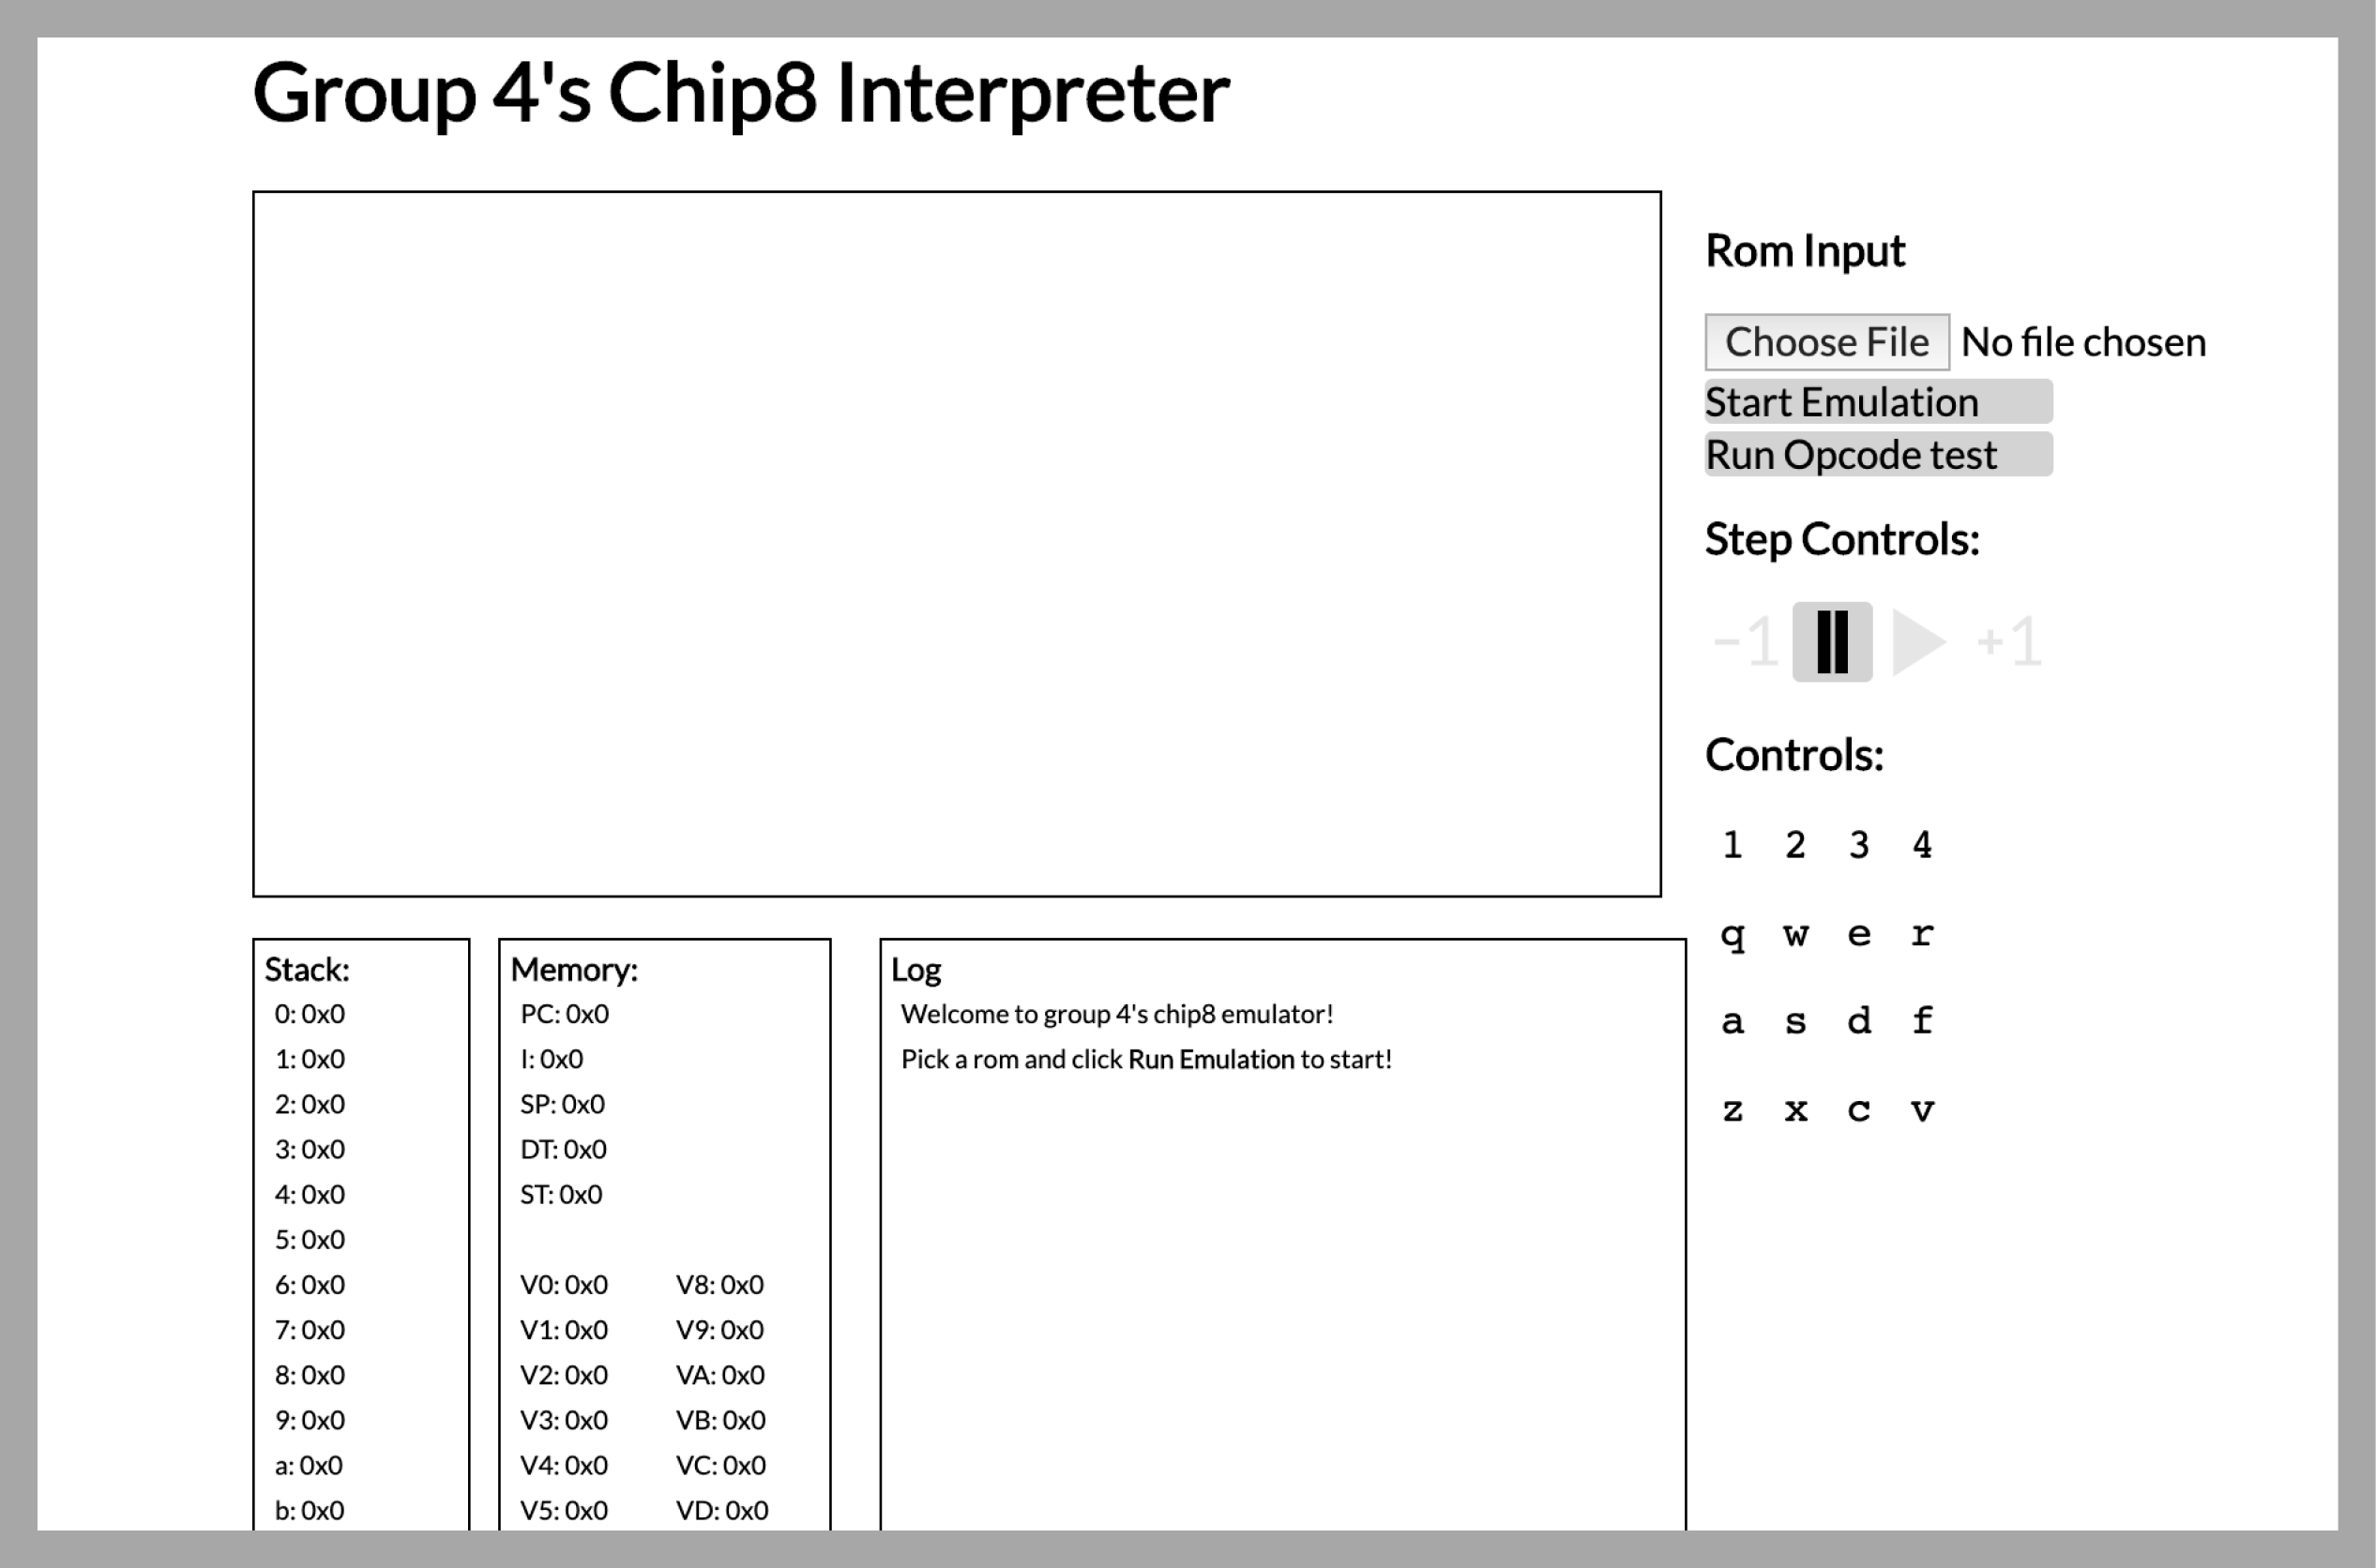 Group 4's Chip8 Interpreter
Rom Input
Choose File No file chosen
Start Emulation
Run Opcode test
Step Controls:
-1 +1
Controls:
1 2 3 4
q w e r
a s d f
z x c v
Stack:
0: 0x0
1: 0x0
2: 0x0
3: 0x0
4: 0x0
5: 0x0
6: 0x0
7: 0x0
8: 0x0
9: 0x0
a: 0x0
b: 0x0
Memory:
PC: 0x0
I: 0x0
SP: 0x0
DT: 0x0
ST: 0x0
V0: 0x0 V8: 0x0
V1: 0x0 V9: 0x0
V2: 0x0 VA: 0x0
V3: 0x0 VB: 0x0
V4: 0x0 VC: 0x0
V5: 0x0 VD: 0x0
Log
Welcome to group 4's chip8 emulator!
Pick a rom and click Run Emulation to start!